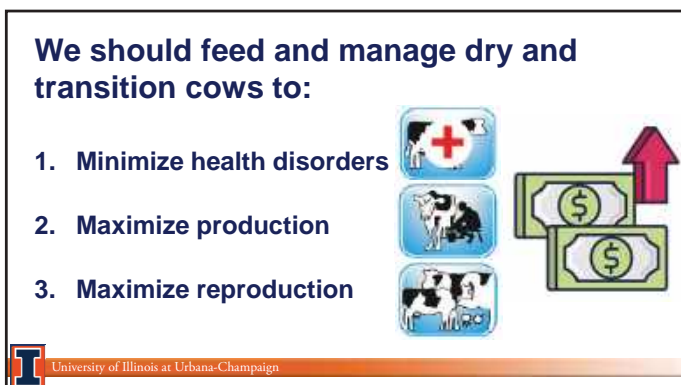 We should feed and manage dry and
transition cows to:
1. Minimize health disorders
2. Maximize production
3. Maximize reproduction
$
$
I
University of Illinois at Urbana-Champaign